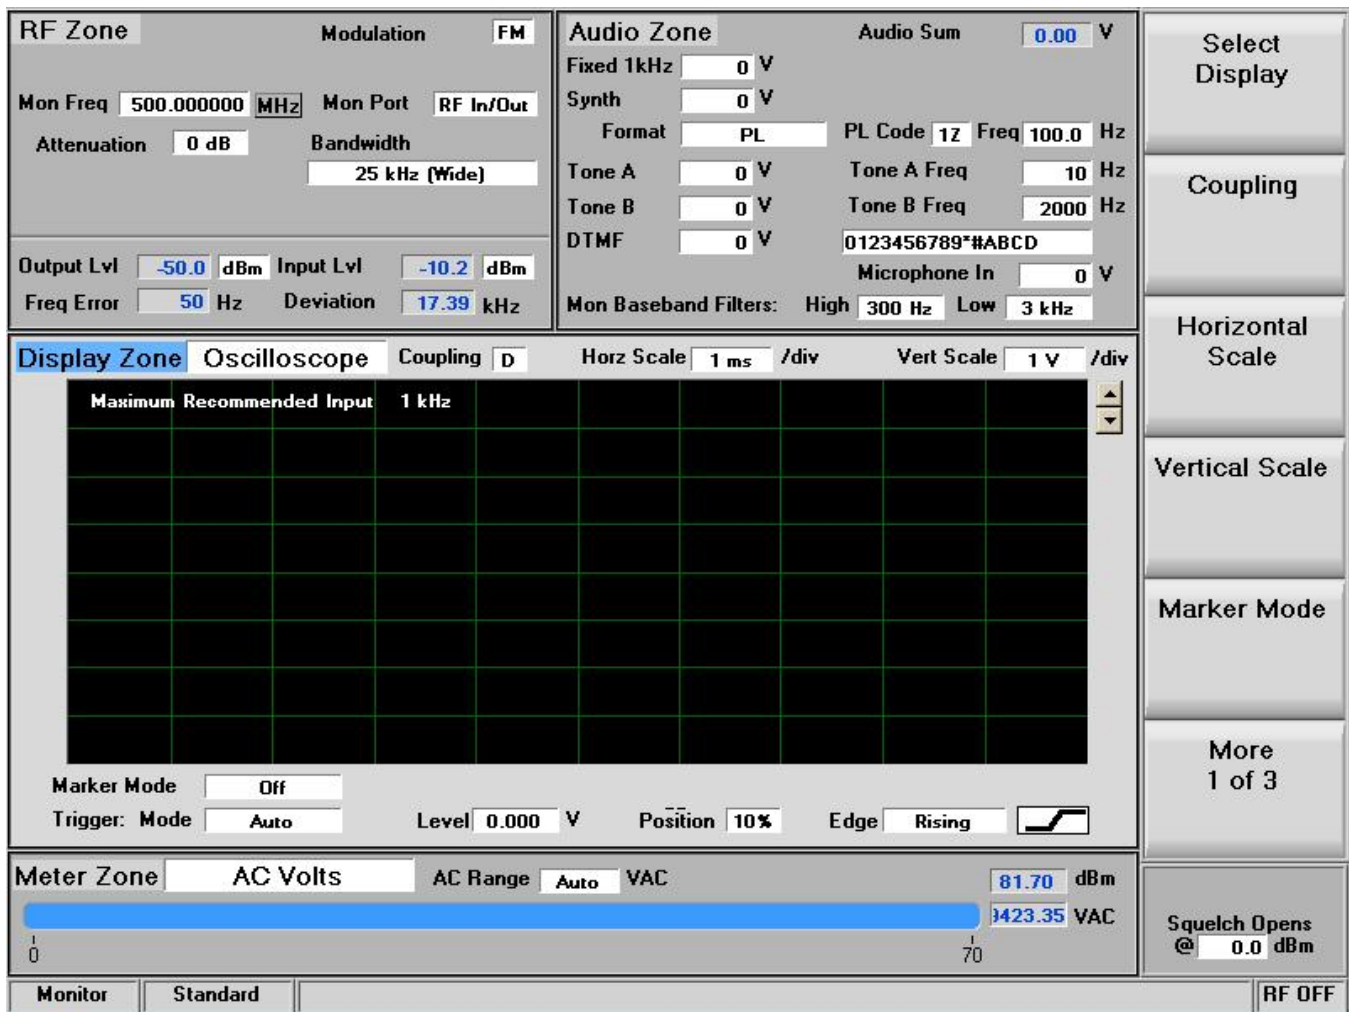 RF Zone Modulation FM
Mon Freq 500.000000 MHz Mon Port RF In/Out
Attenuation 0 dB Bandwidth
25 kHz (Wide)
Output Lvl -50.0 dBm Input Lvl -10.2 dBm
Freq Error 50 Hz Deviation 17.39 kHz
Audio Zone Audio Sum 0.00 V
Fixed 1kHz 0 V
Synth 0 V
Format PL PL Code 1Z Freq 100.0 Hz
Tone A 0 V Tone A Freq 10 Hz
Tone B 0 V Tone B Freq 2000 Hz
DTMF 0 V 0123456789*#ABCD
Microphone In 0 V
Mon Baseband Filters: High 300 Hz Low 3 kHz
Display Zone Oscilloscope Coupling D Horz Scale 1 ms /div Vert Scale 1 V /div
Maximum Recommended Input 1 kHz
Marker Mode Off
Trigger: Mode Auto Level 0.000 V Position 10% Edge Rising
Meter Zone AC Volts AC Range Auto VAC 81.70 dBm
9423.35 VAC
0 70
Select
Display
Coupling
Horizontal
Scale
Vertical Scale
Marker Mode
More
1 of 3
Squelch Opens
@ 0.0 dBm
Monitor Standard RF OFF